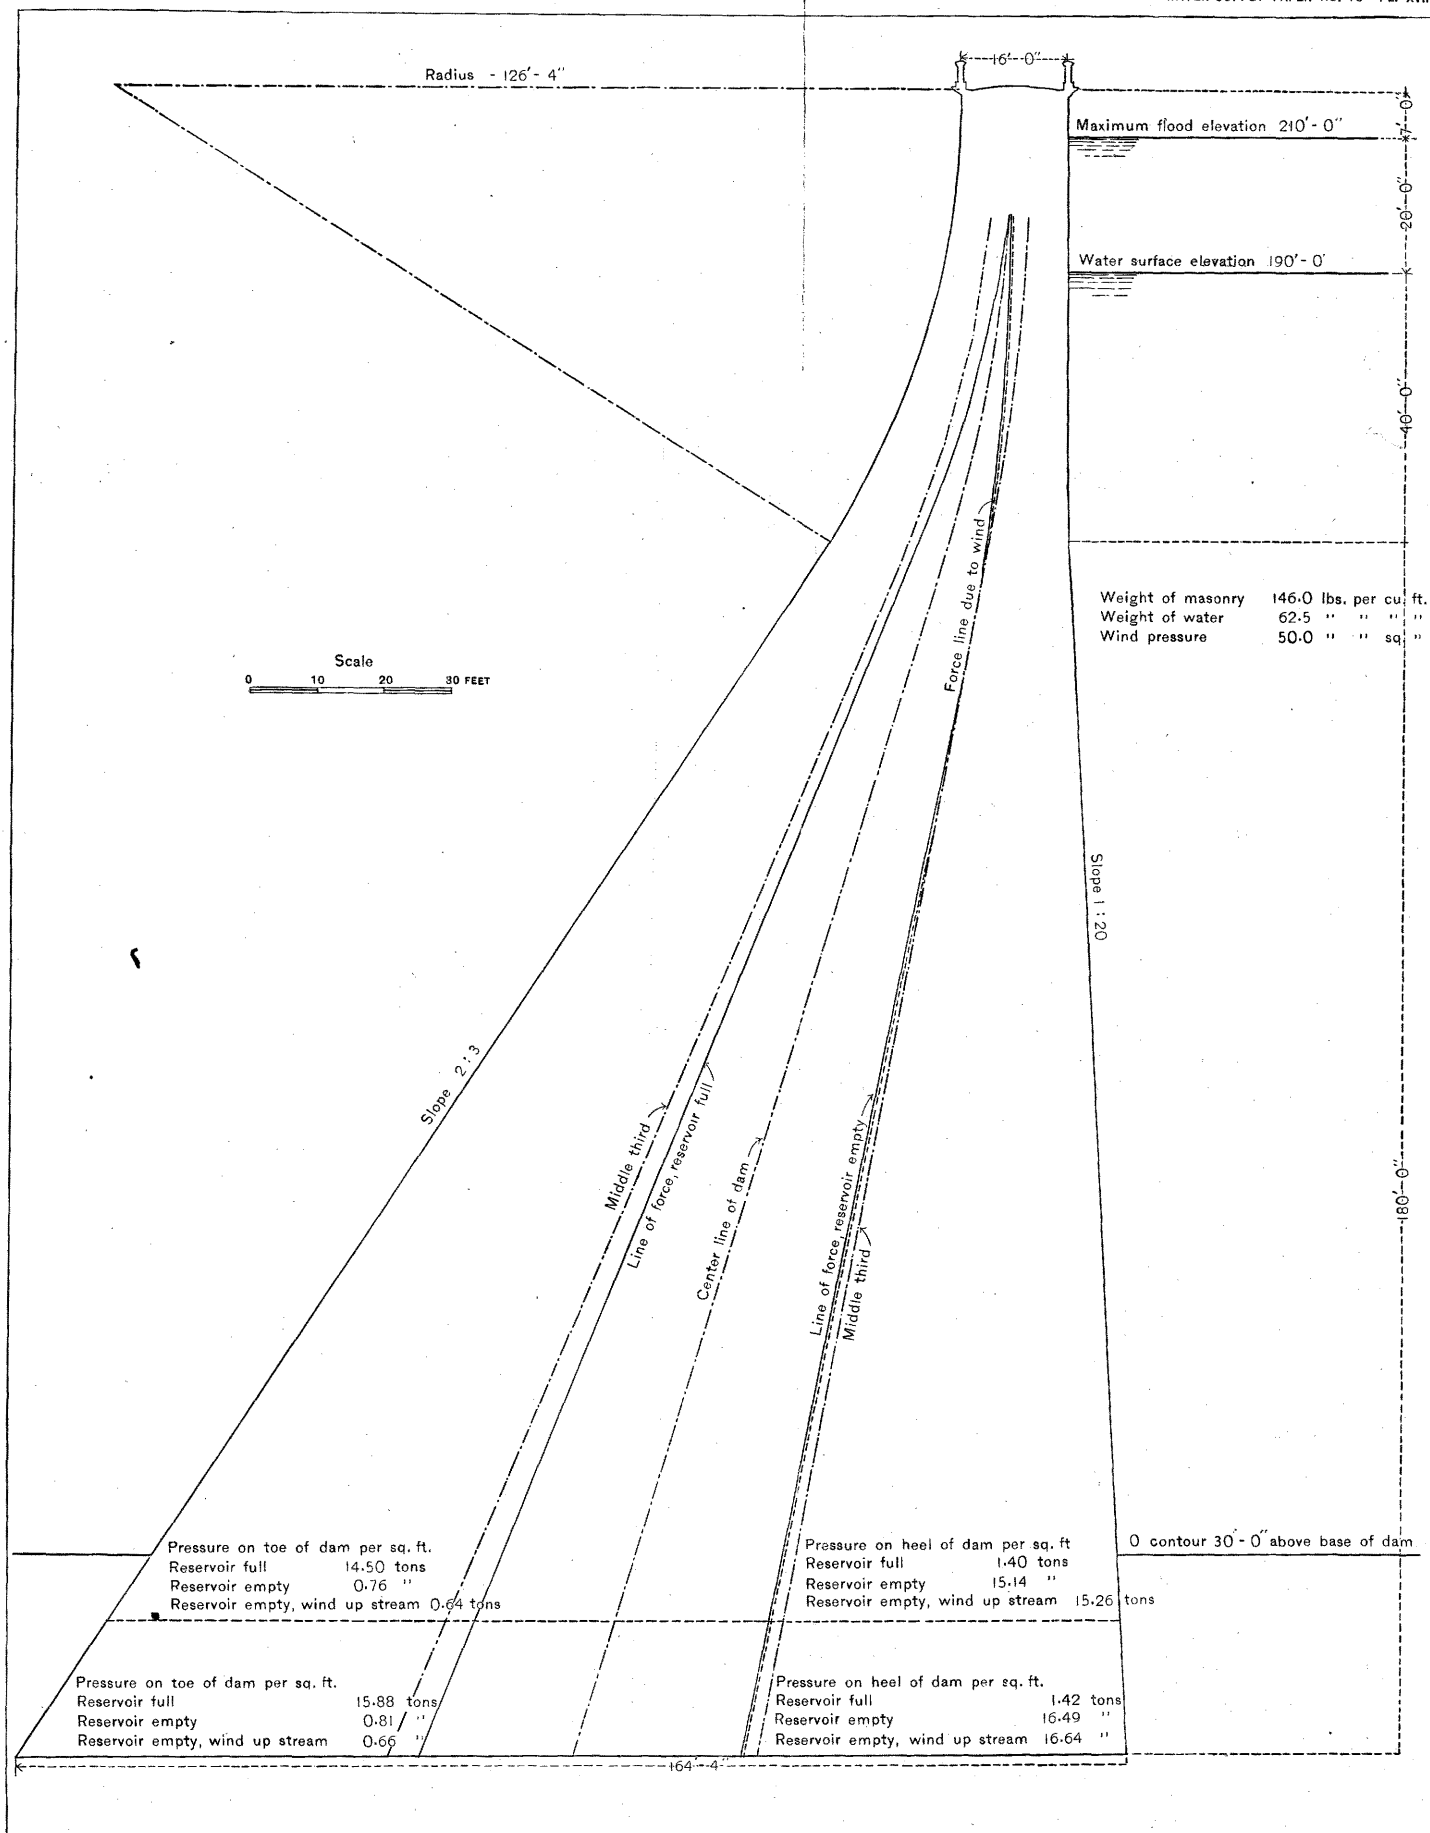 Radius - 126'- 4"
16'-0"
7'-0"
Maximum flood elevation 210'- 0"
20'-0"
Water surface elevation 190'- 0'
40'-0"
Force line due to wind
Weight of masonry 146.0 lbs. per cu. ft.
Weight of water 62.5 " " " "
Wind pressure 50.0 " " sq. "
Scale
0 10 20 30 FEET
Slope 1 : 20
Slope 2 : 3
Middle third
Line of force, reservoir full
Center line of dam
Line of force, reservoir empty
Middle third
180'-0"
Pressure on toe of dam per sq. ft.
Reservoir full 14.50 tons
Reservoir empty 0.76 "
Reservoir empty, wind up stream 0.64 tons
Pressure on heel of dam per sq. ft
Reservoir full 1.40 tons
Reservoir empty 15.14 "
Reservoir empty, wind up stream 15.26 tons
0 contour 30'- 0" above base of dam
Pressure on toe of dam per sq. ft.
Reservoir full 15.88 tons
Reservoir empty 0.81 "
Reservoir empty, wind up stream 0.66 "
Pressure on heel of dam per sq. ft.
Reservoir full 1.42 tons
Reservoir empty 16.49 "
Reservoir empty, wind up stream 16.64 "
164'-4"